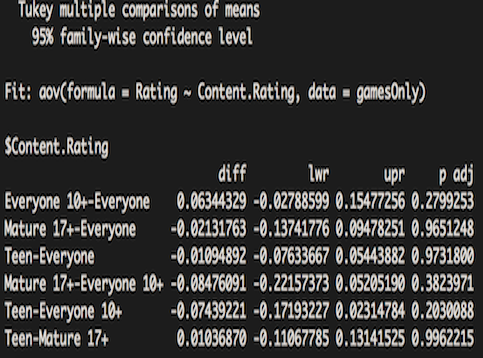 Tukey multiple comparisons of means
95% family-wise confidence level
Fit: aov(formula = Rating ~ Content.Rating, data = gamesOnly)
$Content.Rating
diff lwr upr p adj
Everyone 10+-Everyone 0.06344329 -0.02788599 0.15477256 0.2799253
Mature 17+-Everyone -0.02131763 -0.13741776 0.09478251 0.9651248
Teen-Everyone -0.01094892 -0.07633667 0.05443882 0.9731800
Mature 17+-Everyone 10+ -0.08476091 -0.22157373 0.05205190 0.3823971
Teen-Everyone 10+ -0.07439221 -0.17193227 0.02314784 0.2030088
Teen-Mature 17+ 0.01036870 -0.11067785 0.13141525 0.9962215